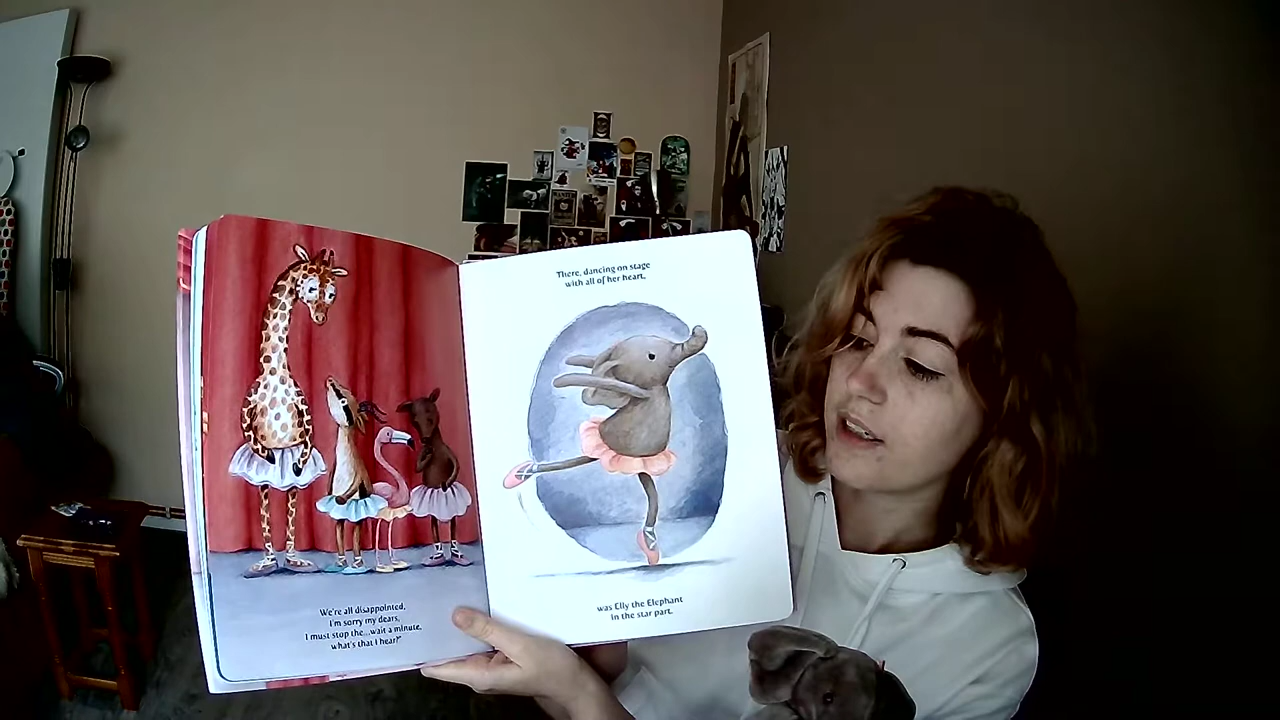 We're all disappointed,
I'm sorry my dears,
I must stop the...wait a minute,
what's that I hear?"
There, dancing on stage
with all of her heart,
was Elly the Elephant
in the star part.